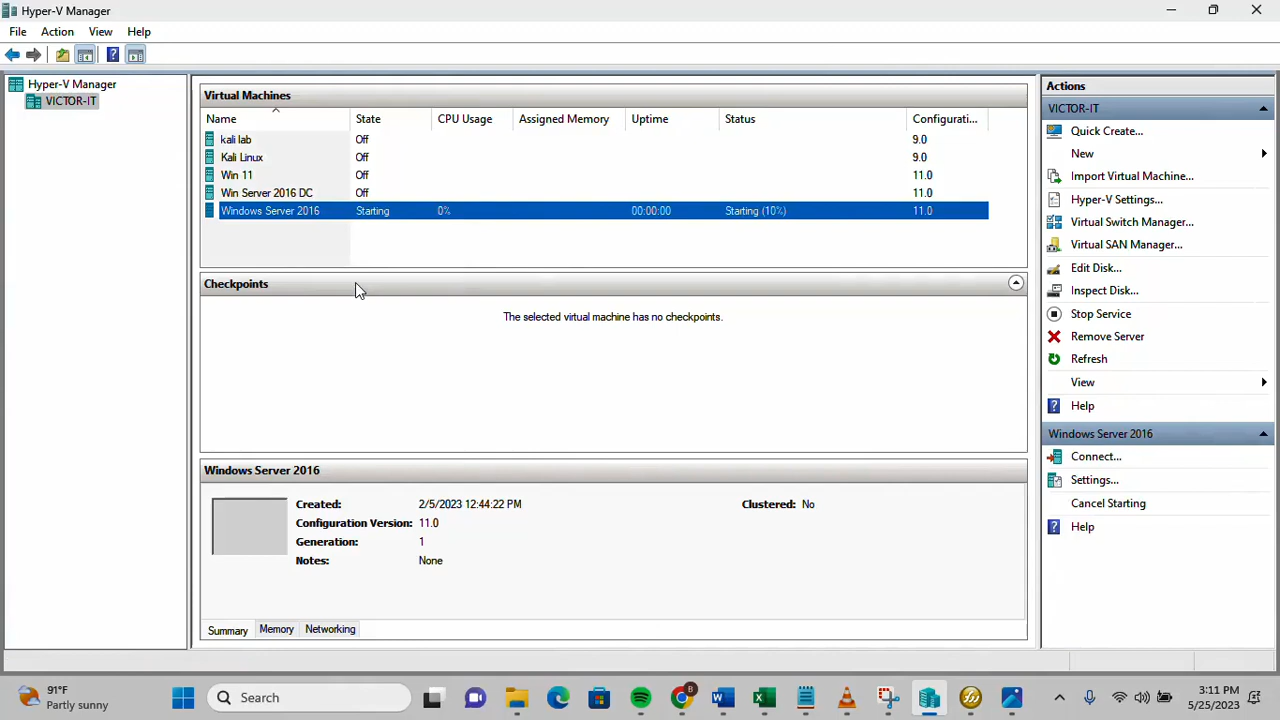 Hyper-V Manager
File Action View Help
Hyper-V Manager
VICTOR-IT
Virtual Machines
Name State CPU Usage Assigned Memory Uptime Status Configurati...
kali lab Off 9.0
Kali Linux Off 9.0
Win 11 Off 11.0
Win Server 2016 DC Off 11.0
Windows Server 2016 Starting 0% 00:00:00 Starting (10%) 11.0
Checkpoints
The selected virtual machine has no checkpoints.
Windows Server 2016
Created: 2/5/2023 12:44:22 PM Clustered: No
Configuration Version: 11.0
Generation: 1
Notes: None
Summary Memory Networking
Actions
VICTOR-IT
Quick Create...
New
Import Virtual Machine...
Hyper-V Settings...
Virtual Switch Manager...
Virtual SAN Manager...
Edit Disk...
Inspect Disk...
Stop Service
Remove Server
Refresh
View
Help
Windows Server 2016
Connect...
Settings...
Cancel Starting
Help
91°F
Partly sunny
Search
B
3:11 PM
5/25/2023